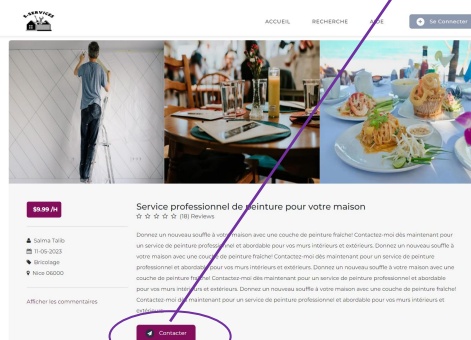 E-SERVICES
ACCUEIL RECHERCHE AIDE Se Connecter
$9.99 /H
Service professionnel de peinture pour votre maison
(18) Reviews
Salma Talib
11-05-2023
Bricolage
Nice 06000
Afficher les commentaires
Donnez un nouveau souffle à votre maison avec une couche de peinture fraîche! Contactez-moi dès maintenant pour
un service de peinture professionnel et abordable pour vos murs intérieurs et extérieurs. Donnez un nouveau souffle à
votre maison avec une couche de peinture fraîche! Contactez-moi dès maintenant pour un service de peinture
professionnel et abordable pour vos murs intérieurs et extérieurs. Donnez un nouveau souffle à votre maison avec une
couche de peinture fraîche! Contactez-moi dès maintenant pour un service de peinture professionnel et abordable
pour vos murs intérieurs et extérieurs. Donnez un nouveau souffle à votre maison avec une couche de peinture fraîche!
Contactez-moi dès maintenant pour un service de peinture professionnel et abordable pour vos murs intérieurs et
extérieurs.
Contacter